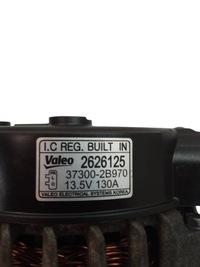 I.C REG. BUILT IN
Valeo 2626125
37300-2B970
13.5V 130A
VALEO ELECTRICAL SYSTEMS KOREA